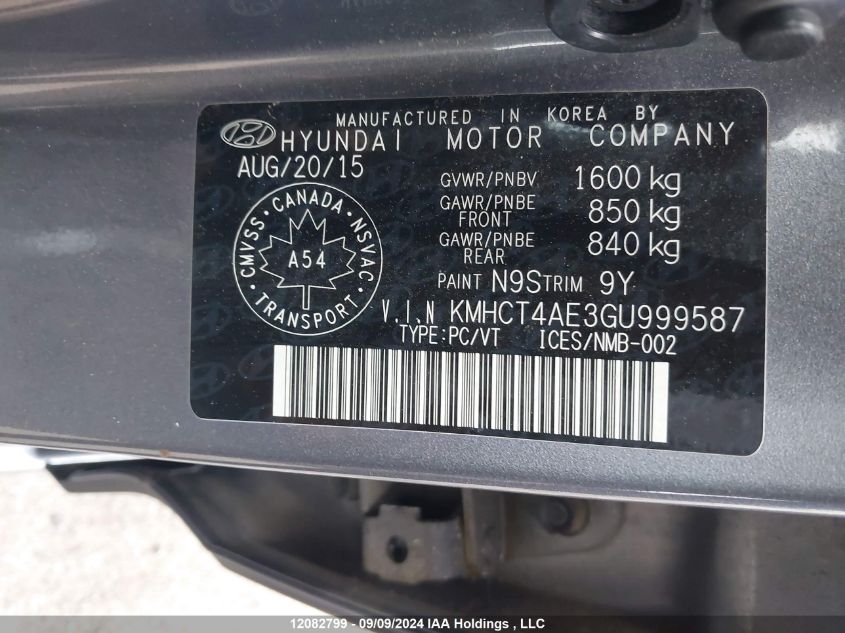 MANUFACTURED IN KOREA BY
HYUNDAI MOTOR COMPANY
AUG/20/15
GVWR/PNBV 1600 kg
GAWR/PNBE FRONT 850 kg
GAWR/PNBE REAR 840 kg
CMVSS · CANADA · NSVAC
A54
· TRANSPORT ·
PAINT N9S TRIM 9Y
V.I.N KMHCT4AE3GU999587
TYPE:PC/VT ICES/NMB-002
12082799 - 09/09/2024 IAA Holdings , LLC